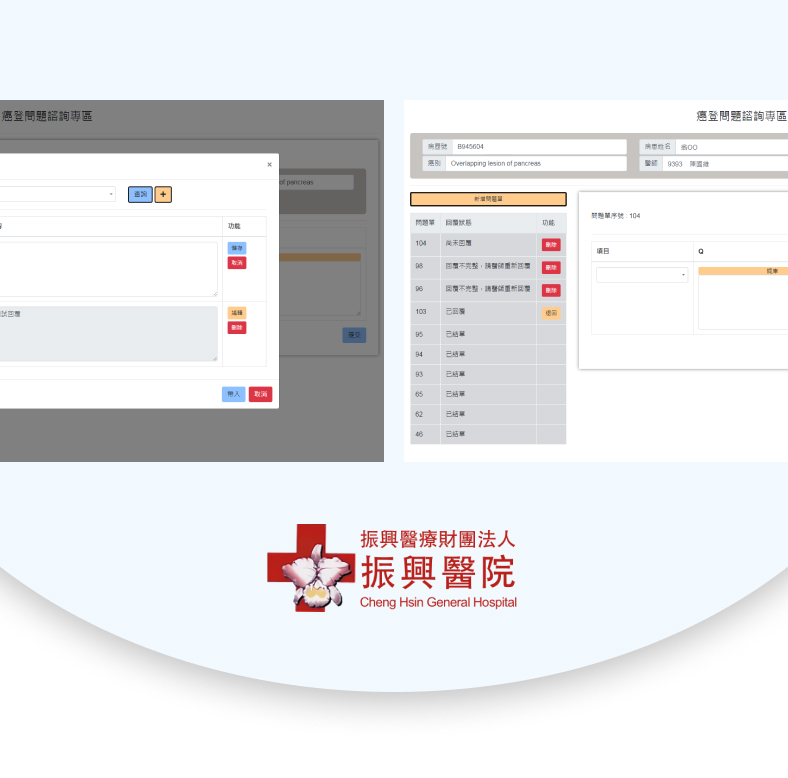 癌登問題諮詢專區
×
of pancreas
查詢
+
功能
儲存
取消
編輯
刪除
試回覆
提交
帶入
取消
癌登問題諮詢專區
病歷號
B945604
病患姓名
翁OO
癌別
Overlapping lesion of pancreas
醫師
9393
新增問題單
問題單
回覆狀態
功能
104
尚未回覆
刪除
98
回覆不完整，請醫師重新回覆
刪除
96
回覆不完整，請醫師重新回覆
刪除
103
已回覆
退回
95
已結單
94
已結單
93
已結單
65
已結單
62
已結單
46
已結單
問題單序號 : 104
項目
Q
振興醫療財團法人
振興醫院
Cheng Hsin General Hospital